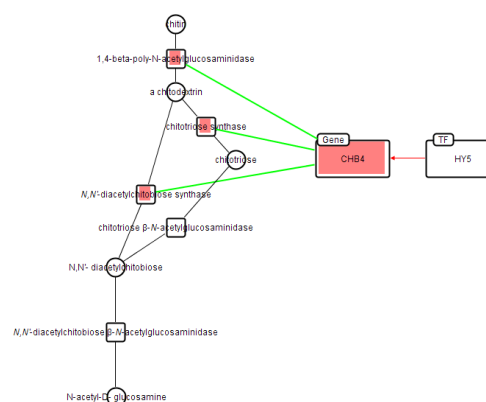 chitin
1,4-beta-poly-N-acetylglucosaminidase
a chitodextrin
chitotriose synthase
Gene
TF
CHB4
HY5
chitotriose
N,N'-diacetylchitobiose synthase
chitotriose β-N-acetylglucosaminidase
N,N'- diacetylchitobiose
N,N'-diacetylchitobiose β-N-acetylglucosaminidase
N-acetyl-D- glucosamine